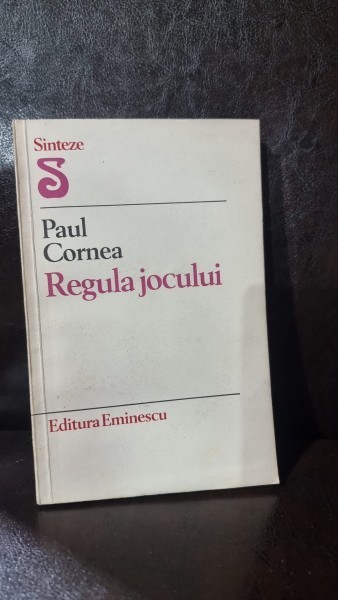 Sinteze
S
Paul
Cornea
Regula jocului
Editura Eminescu